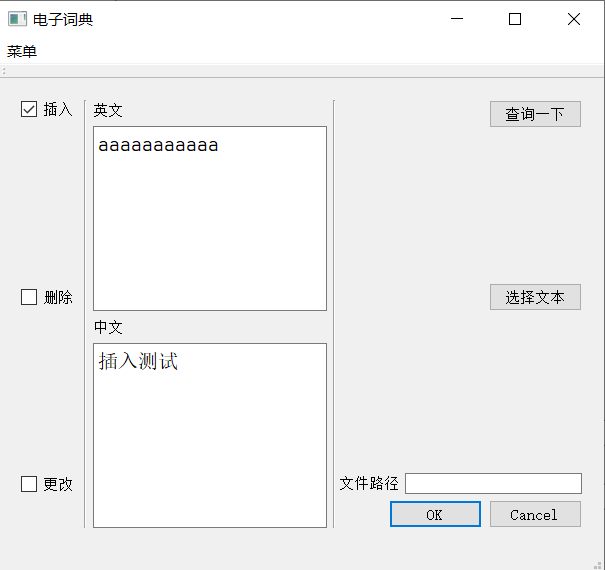 电子词典
菜单
插入
英文
查询一下
aaaaaaaaaaa
删除
选择文本
中文
插入测试
更改
文件路径
OK
Cancel